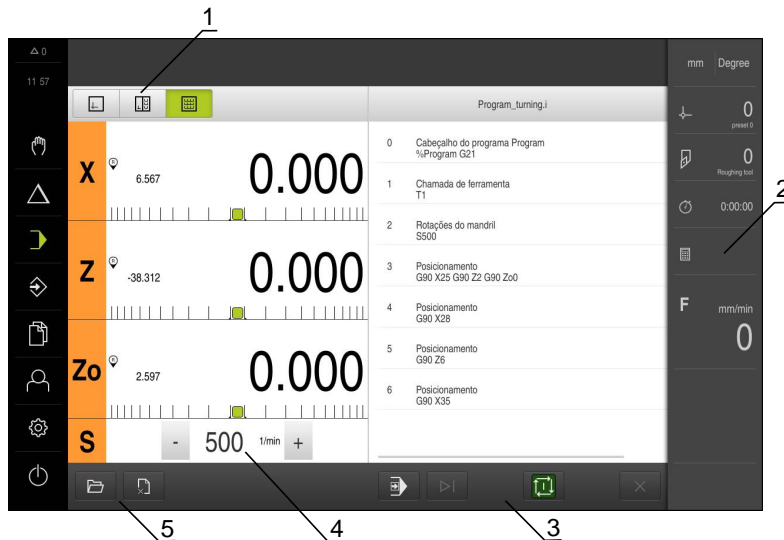 1
0
11 57
mm Degree
Program_turning.i
0
preset 0
0
Roughing tool
0:00:00
2
F mm/min
0
X R 6.567 0.000
Z R -38.312 0.000
Zo R 2.597 0.000
S - 500 1/min +
0 Cabeçalho do programa Program
%Program G21
1 Chamada de ferramenta
T1
2 Rotações do mandril
S500
3 Posicionamento
G90 X25 G90 Z2 G90 Zo0
4 Posicionamento
G90 X28
5 Posicionamento
G90 Z6
6 Posicionamento
G90 X35
5
4
3